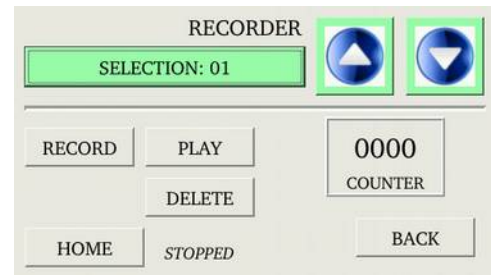 RECORDER
SELECTION: 01
RECORD
PLAY
0000
COUNTER
DELETE
HOME
STOPPED
BACK